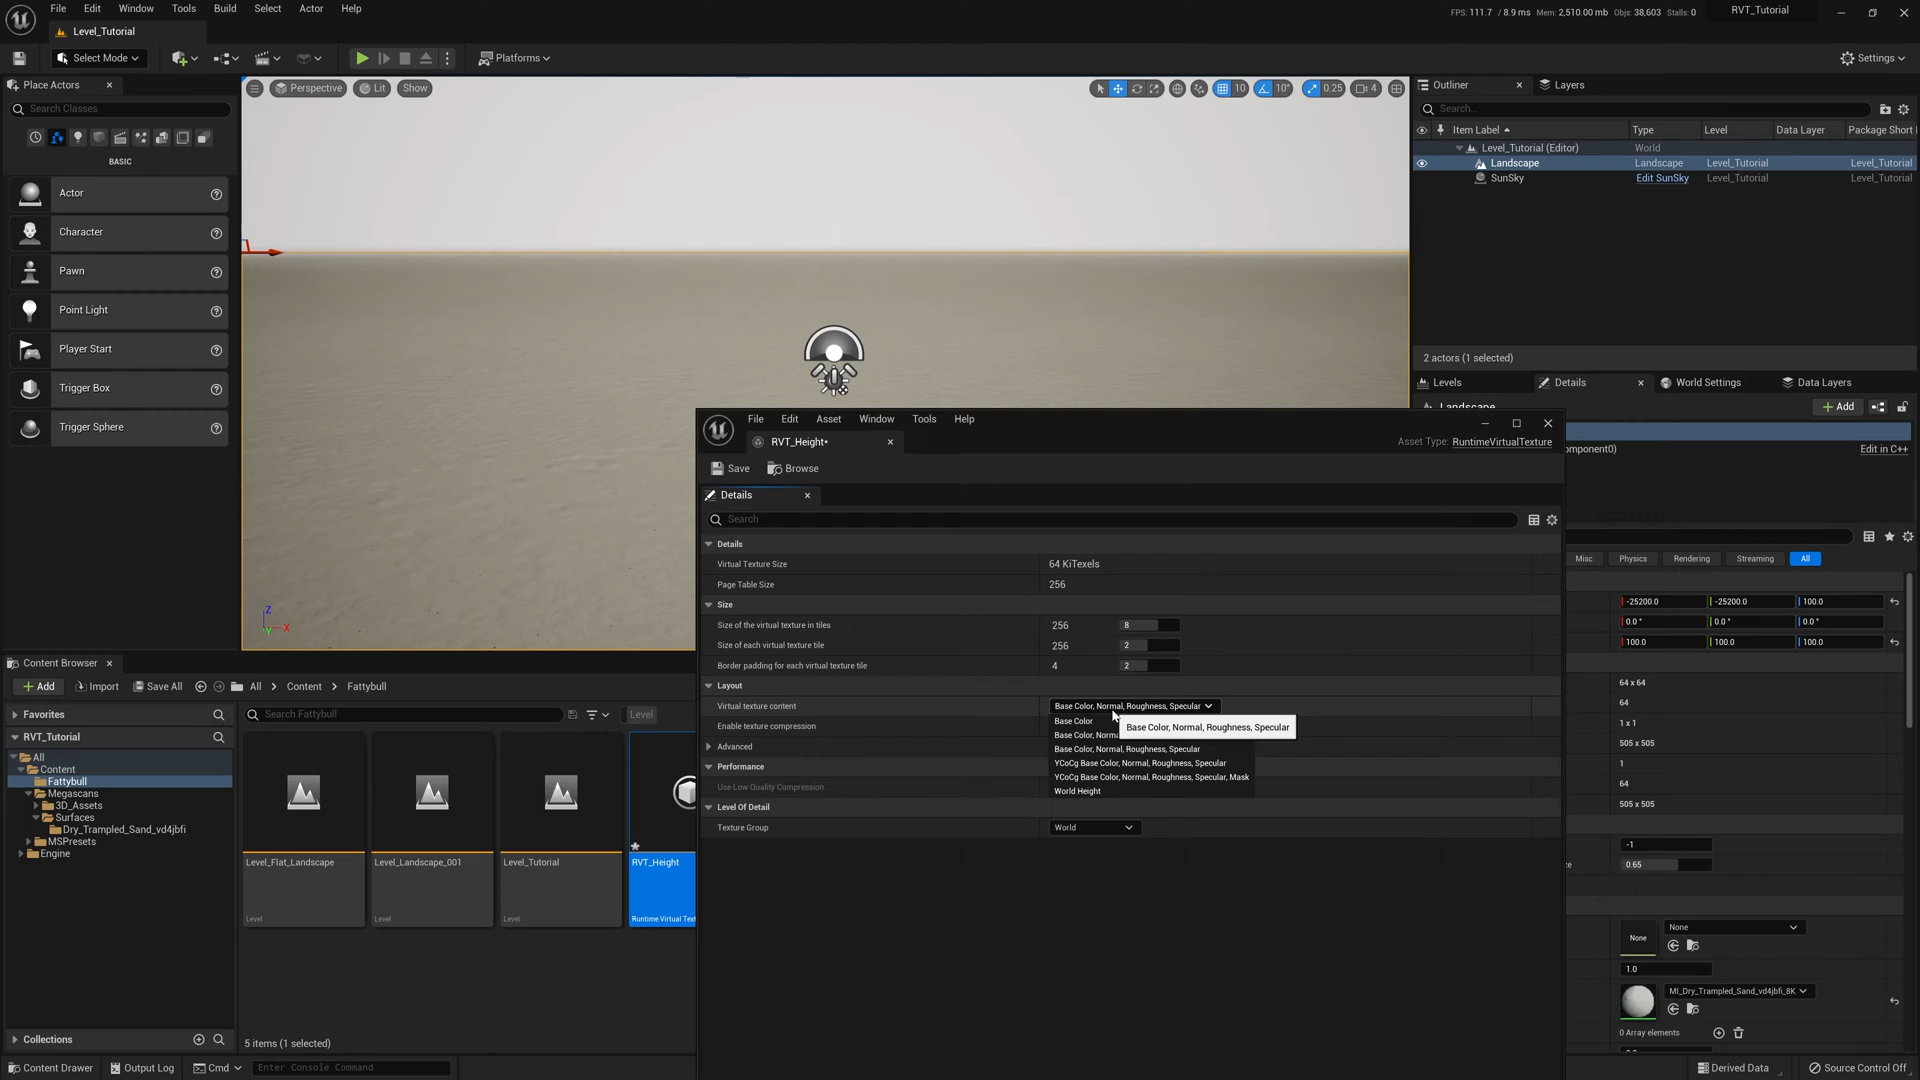 File Edit Window Tools Build Select Actor Help
FPS: 111.7 / 8.9 ms Mem: 2,510.00 mb Objs: 38,603 Stalls: 0
RVT_Tutorial
Level_Tutorial
Select Mode
Platforms
Settings
Place Actors
Search Classes
BASIC
Actor
Character
Pawn
Point Light
Player Start
Trigger Box
Trigger Sphere
Perspective Lit Show
10 10° 0.25 4
Z
X
Y
Outliner
Layers
Search...
Item Label Type Level Data Layer Package Short
Level_Tutorial (Editor) World
Landscape Landscape Level_Tutorial Level_Tutorial
SunSky Edit SunSky Level_Tutorial Level_Tutorial
2 actors (1 selected)
Levels Details World Settings Data Layers
Landscape
Add
omponent0) Edit in C++
Misc Physics Rendering Streaming All
-25200.0 -25200.0 100.0
0.0 ° 0.0 ° 0.0 °
100.0 100.0 100.0
64 x 64
64
1 x 1
505 x 505
1
64
505 x 505
-1
0.65
None None
1.0
MI_Dry_Trampled_Sand_vd4jbfi_8K
0 Array elements
File Edit Asset Window Tools Help
RVT_Height*
Asset Type: RuntimeVirtualTexture
Save Browse
Details
Search
Details
Virtual Texture Size 64 KiTexels
Page Table Size 256
Size
Size of the virtual texture in tiles 256 8
Size of each virtual texture tile 256 2
Border padding for each virtual texture tile 4 2
Layout
Virtual texture content Base Color, Normal, Roughness, Specular
Enable texture compression
Advanced
Performance
Use Low Quality Compression
Level Of Detail
Texture Group World
Base Color
Base Color, Norma
Base Color, Normal, Roughness, Specular
YCoCg Base Color, Normal, Roughness, Specular
YCoCg Base Color, Normal, Roughness, Specular, Mask
World Height
Base Color, Normal, Roughness, Specular
Content Browser
Add Import Save All All Content Fattybull
Favorites
RVT_Tutorial
All
Content
Fattybull
Megascans
3D_Assets
Surfaces
Dry_Trampled_Sand_vd4jbfi
MSPresets
Engine
Collections
Search Fattybull
Level
Level_Flat_Landscape
Level
Level_Landscape_001
Level
Level_Tutorial
Level
RVT_Height
Runtime Virtual Text
5 items (1 selected)
Content Drawer Output Log Cmd Enter Console Command
Derived Data Source Control Off